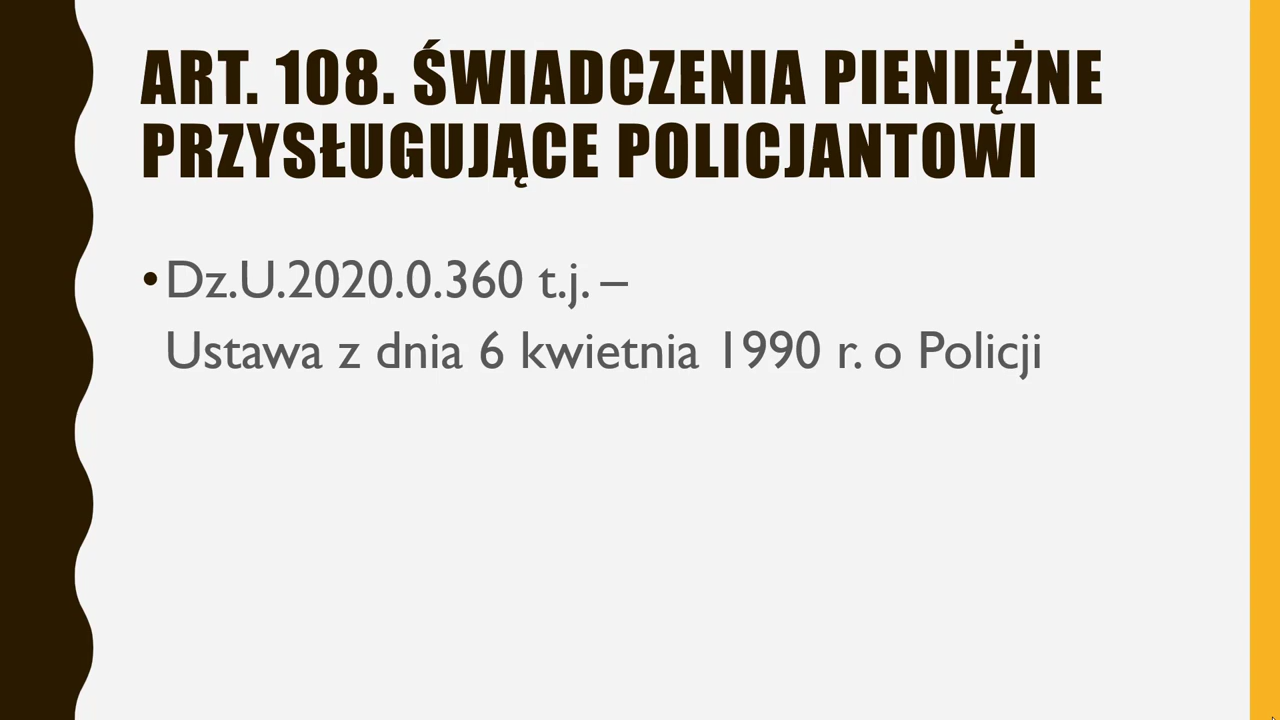 ART. 108. ŚWIADCZENIA PIENIĘŻNE
PRZYSŁUGUJĄCE POLICJANTOWI
•Dz.U.2020.0.360 t.j. –
Ustawa z dnia 6 kwietnia 1990 r. o Policji